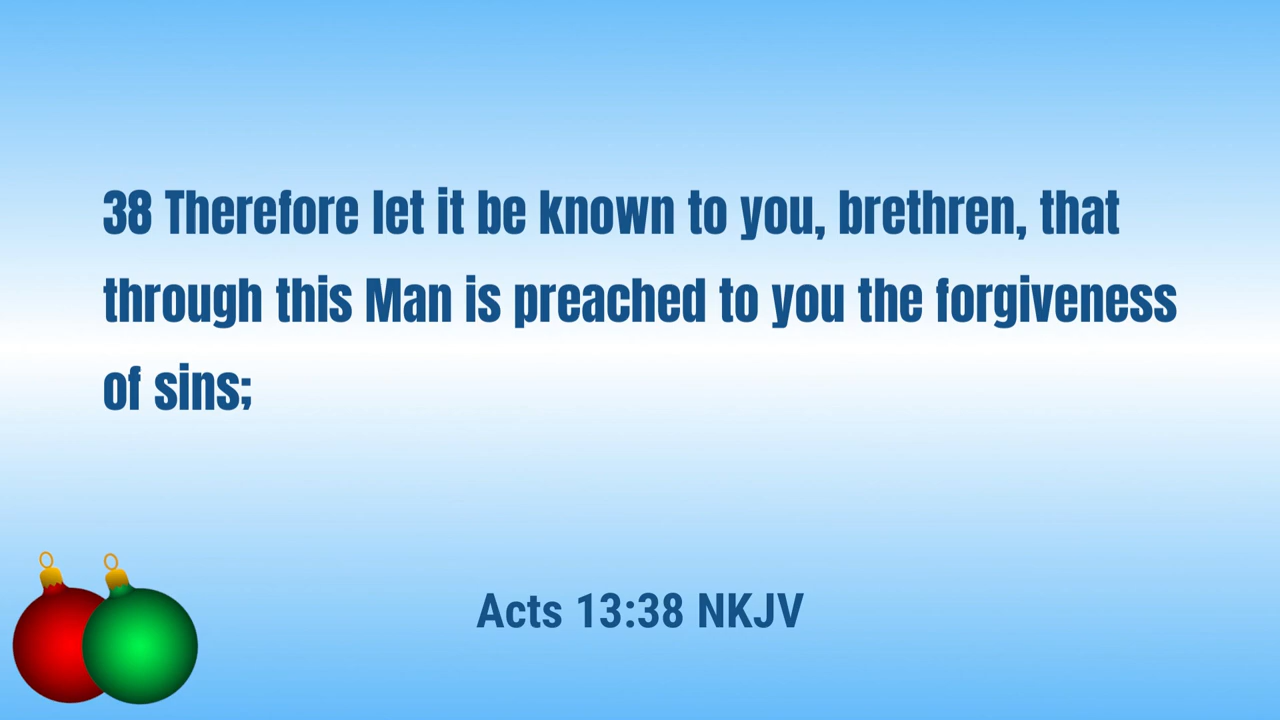 38 Therefore let it be known to you, brethren, that
through this Man is preached to you the forgiveness
of sins;
Acts 13:38 NKJV